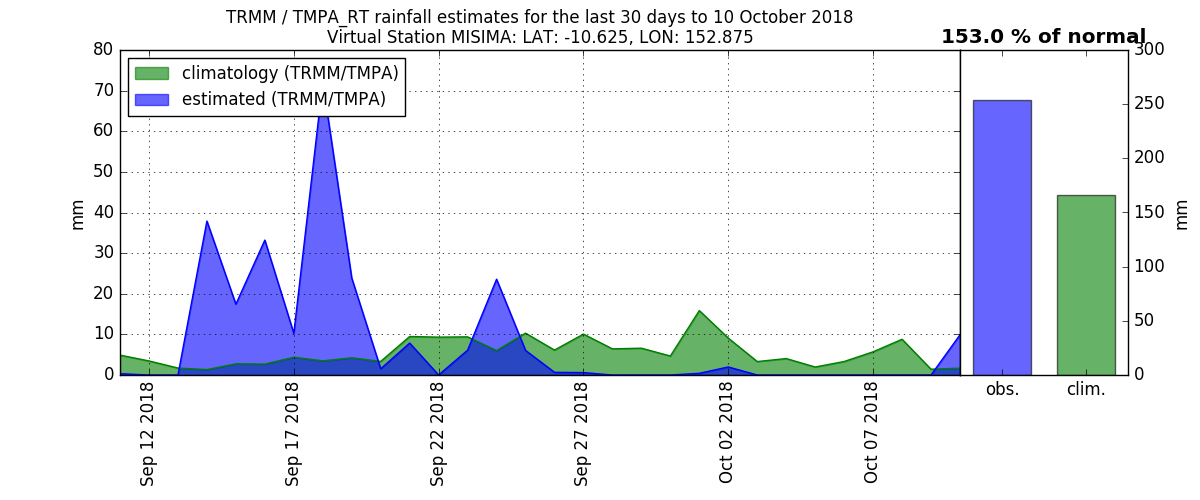 TRMM / TMPA_RT rainfall estimates for the last 30 days to 10 October 2018
Virtual Station MISIMA: LAT: -10.625, LON: 152.875
153.0 % of normal
climatology (TRMM/TMPA)
estimated (TRMM/TMPA)
80
70
60
50
40
30
20
10
0
mm
Sep 12 2018
Sep 17 2018
Sep 22 2018
Sep 27 2018
Oct 02 2018
Oct 07 2018
300
250
200
150
100
50
0
mm
obs.
clim.